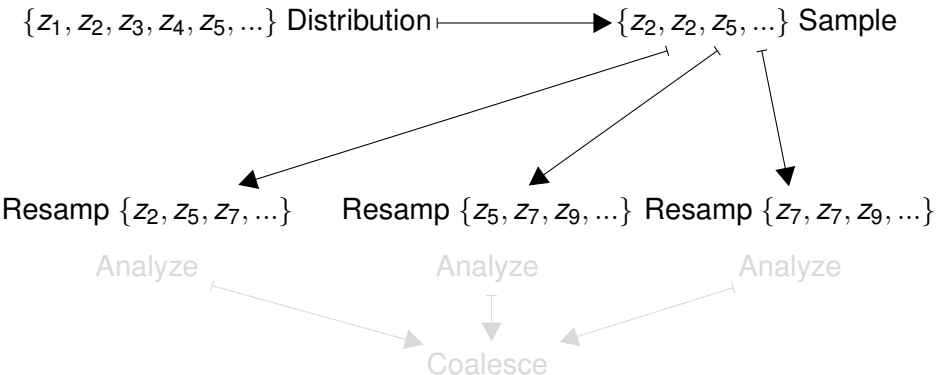 {z₁, z₂, z₃, z₄, z₅, ...} Distribution {z₂, z₂, z₅, ...} Sample
Resamp {z₂, z₅, z₇, ...} Resamp {z₅, z₇, z₉, ...} Resamp {z₇, z₇, z₉, ...}
Analyze Analyze Analyze
Coalesce